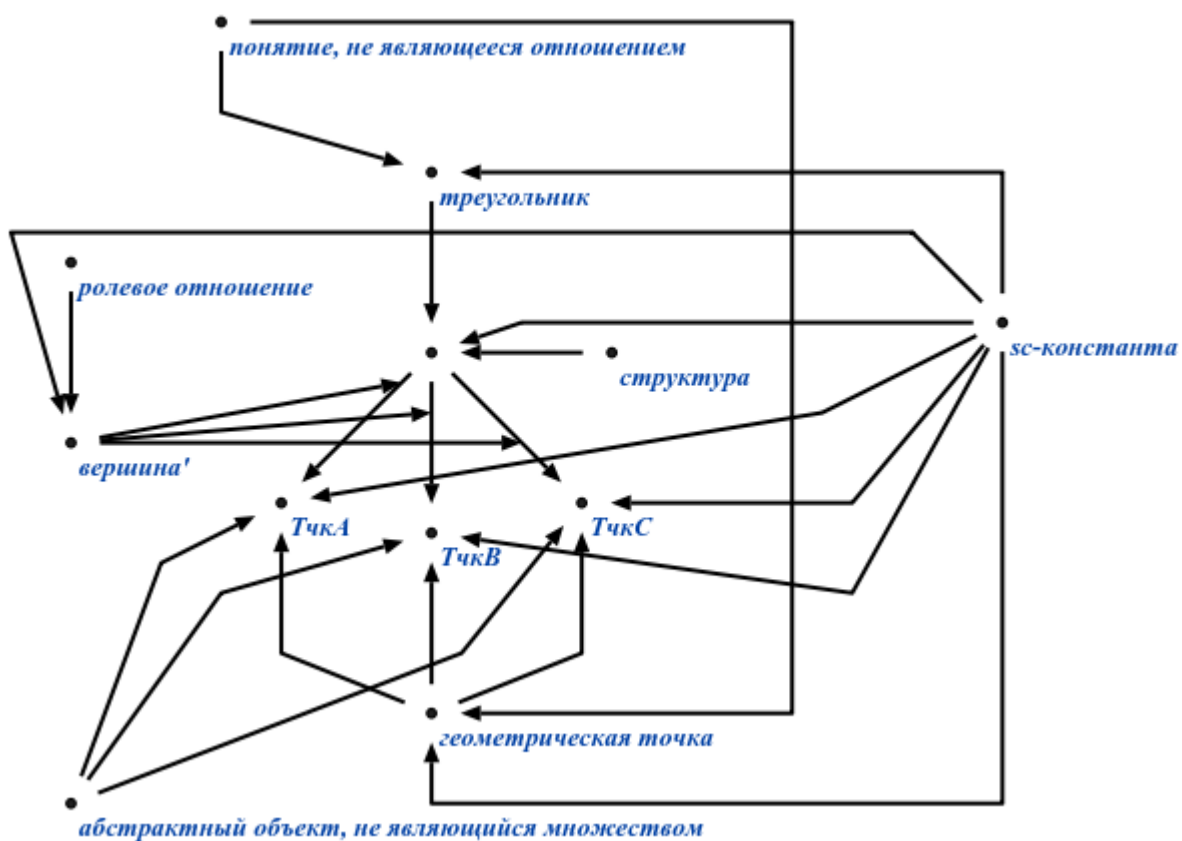 понятие, не являющееся отношением
треугольник
ролевое отношение
sc-константа
структура
вершина'
ТчкА
ТчкС
ТчкВ
геометрическая точка
абстрактный объект, не являющийся множеством